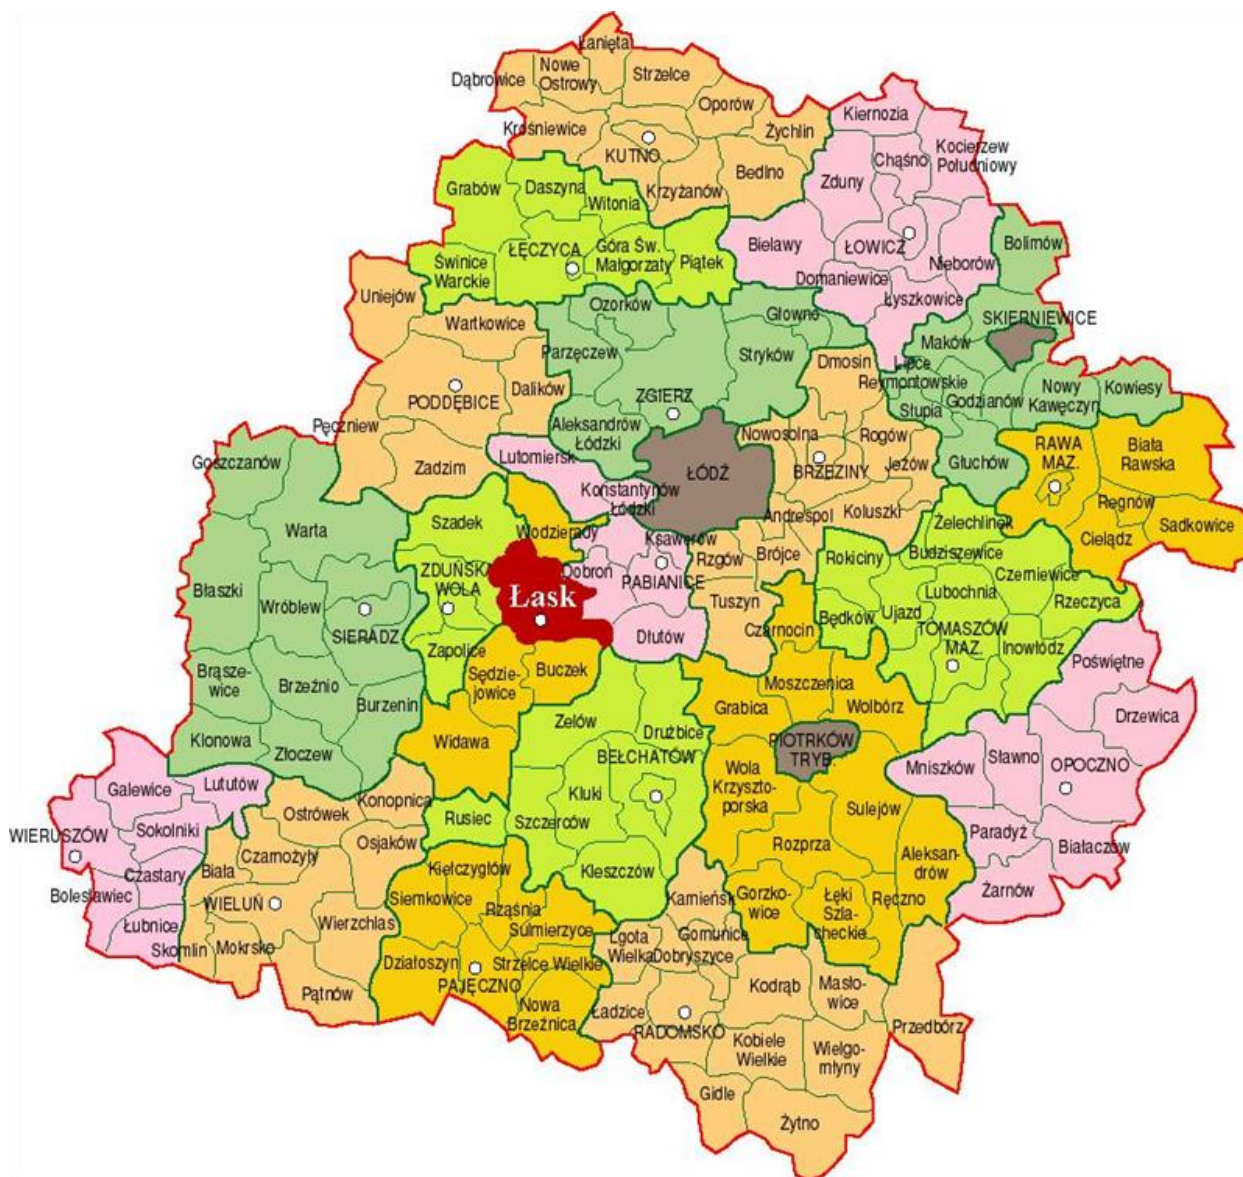 Łanięta
Dąbrowice
Nowe
Ostrowy
Strzelce
Oporów
Krośniewice
Żychlin
KUTNO
Bedlno
Krzyżanów
Kiernozia
Kocierzew
Południowy
Chąśno
Zduny
ŁOWICZ
Bielawy
Nieborów
Domaniewice
Łyszkowice
Bolimów
Grabów
Daszyna
Witonia
ŁĘCZYCA
Góra Św.
Małgorzaty
Piątek
Świnice
Warckie
Uniejów
Wartkowice
PODDĘBICE
Dalików
Pęczniew
Zadzim
Ozorków
Głowno
Parzęczew
Stryków
ZGIERZ
Aleksandrów
Łódzki
SKIERNIEWICE
Maków
Lipce
Reymontowskie
Godzianów
Nowy
Kawęczyn
Kowiesy
Słupia
Głuchów
Dmosin
Nowosolna
Rogów
BRZEZINY
Jeżów
Koluszki
Andrespol
Brójce
Rzgów
Tuszyn
ŁÓDŹ
RAWA
MAZ.
Biała
Rawska
Regnów
Sadkowice
Cielądz
Goszczanów
Warta
Błaszki
Wróblew
SIERADZ
Brąsze-
wice
Brzeźnio
Burzenin
Klonowa
Złoczew
Szadek
ZDUŃSKA
WOLA
Zapolice
Lutomiersk
Konstantynów
Łódzki
Ksawerów
Dobroń
PABIANICE
Dłutów
Wodzierady
Łask
Sędzie-
jowice
Buczek
Widawa
Żelechlinek
Rokiciny
Budziszewice
Czerniewice
Lubochnia
Rzeczyca
Będków
Ujazd
TOMASZÓW
MAZ.
Inowłódz
Czarnocin
Moszczenica
Grabica
Wolbórz
PIOTRKÓW
TRYB.
Wola
Krzyszto-
porska
Sulejów
Rozprza
Aleksan-
drów
Gorzko-
wice
Łęki
Szla-
checkie
Ręczno
Poświętne
Drzewica
Mniszków
Sławno
OPOCZNO
Paradyż
Białaczów
Żarnów
Zelów
Drużbice
BEŁCHATÓW
Kluki
Szczerców
Rusiec
Kleszczów
Galewice
Lututów
WIERUSZÓW
Sokolniki
Czastary
Bolesławiec
Łubnice
Ostrówek
Konopnica
Osjaków
Czarnożyły
Biała
WIELUŃ
Wierzchlas
Skomlin
Mokrsko
Pątnów
Kiełczygłów
Siemkowice
Rząśnia
Sulmierzyce
Działoszyn
Strzelce Wielkie
PAJĘCZNO
Nowa
Brzeźnica
Kamieńsk
Gomunice
Lgota
Wielka
Dobryszyce
Kodrąb
Masło-
wice
Przedbórz
Ładzice
RADOMSKO
Kobiele
Wielkie
Wielgo-
młyny
Gidle
Żytno